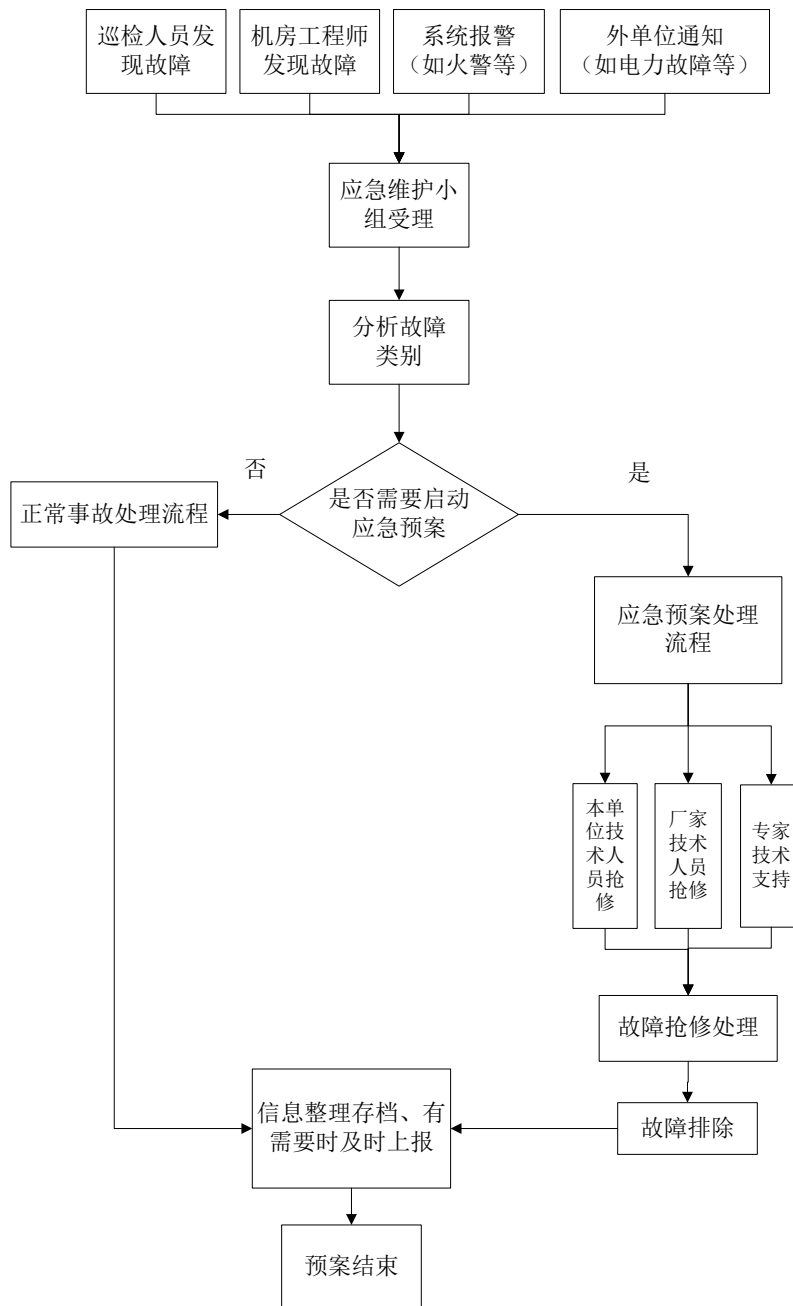 巡检人员发
现故障
机房工程师
发现故障
系统报警
（如火警等）
外单位通知
（如电力故障等）
应急维护小
组受理
分析故障
类别
否
是
是否需要启动
应急预案
正常事故处理流程
应急预案处理
流程
本单
位技
术人
员抢
修
厂家
技术
人员
抢修
专家
技术
支持
故障抢修处理
信息整理存档、有
需要时及时上报
故障排除
预案结束